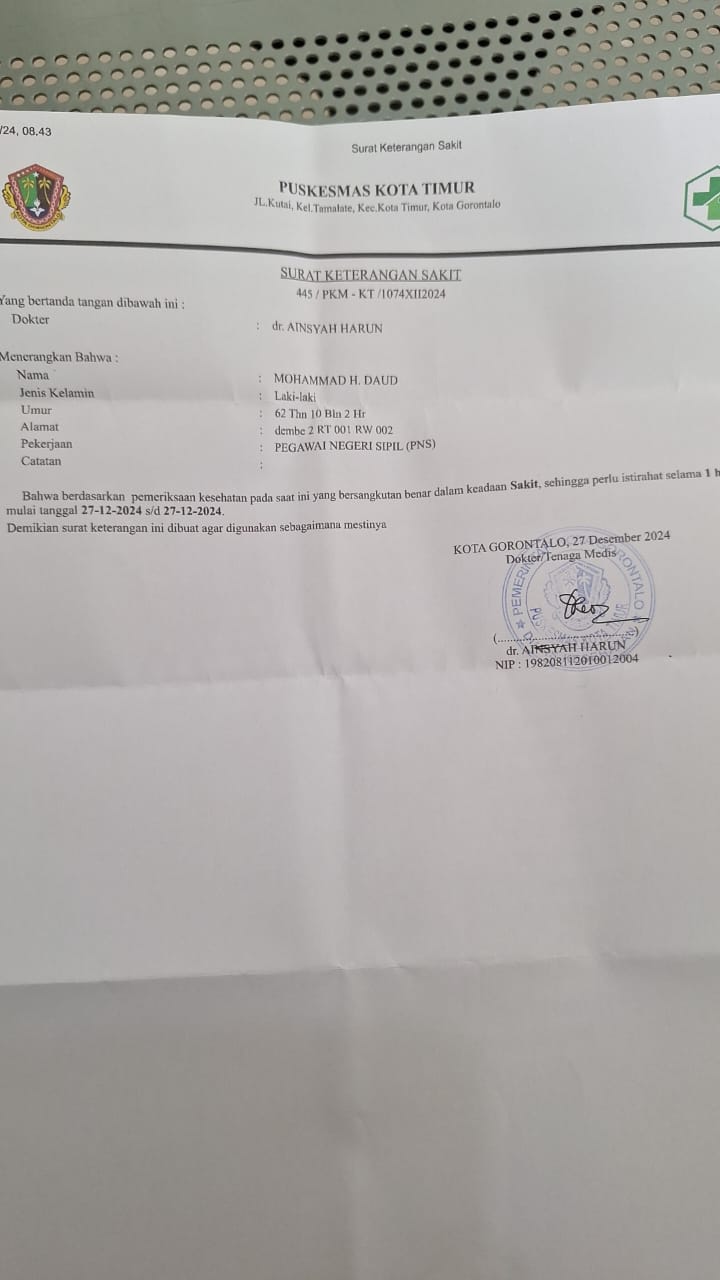 /24, 08.43
Surat Keterangan Sakit
PUSKESMAS KOTA TIMUR
JL.Kutai, Kel.Tamalate, Kec.Kota Timur, Kota Gorontalo
SURAT KETERANGAN SAKIT
445 / PKM - KT /1074XII2024
Yang bertanda tangan dibawah ini :
Dokter : dr. AINSYAH HARUN
Menerangkan Bahwa :
Nama : MOHAMMAD H. DAUD
Jenis Kelamin : Laki-laki
Umur : 62 Thn 10 Bln 2 Hr
Alamat : dembe 2 RT 001 RW 002
Pekerjaan : PEGAWAI NEGERI SIPIL (PNS)
Catatan :
Bahwa berdasarkan pemeriksaan kesehatan pada saat ini yang bersangkutan benar dalam keadaan Sakit, sehingga perlu istirahat selama 1 h
mulai tanggal 27-12-2024 s/d 27-12-2024.
Demikian surat keterangan ini dibuat agar digunakan sebagaimana mestinya
KOTA GORONTALO, 27 Desember 2024
Dokter/Tenaga Medis
(..................................)
dr. AINSYAH HARUN
NIP : 198208112010012004